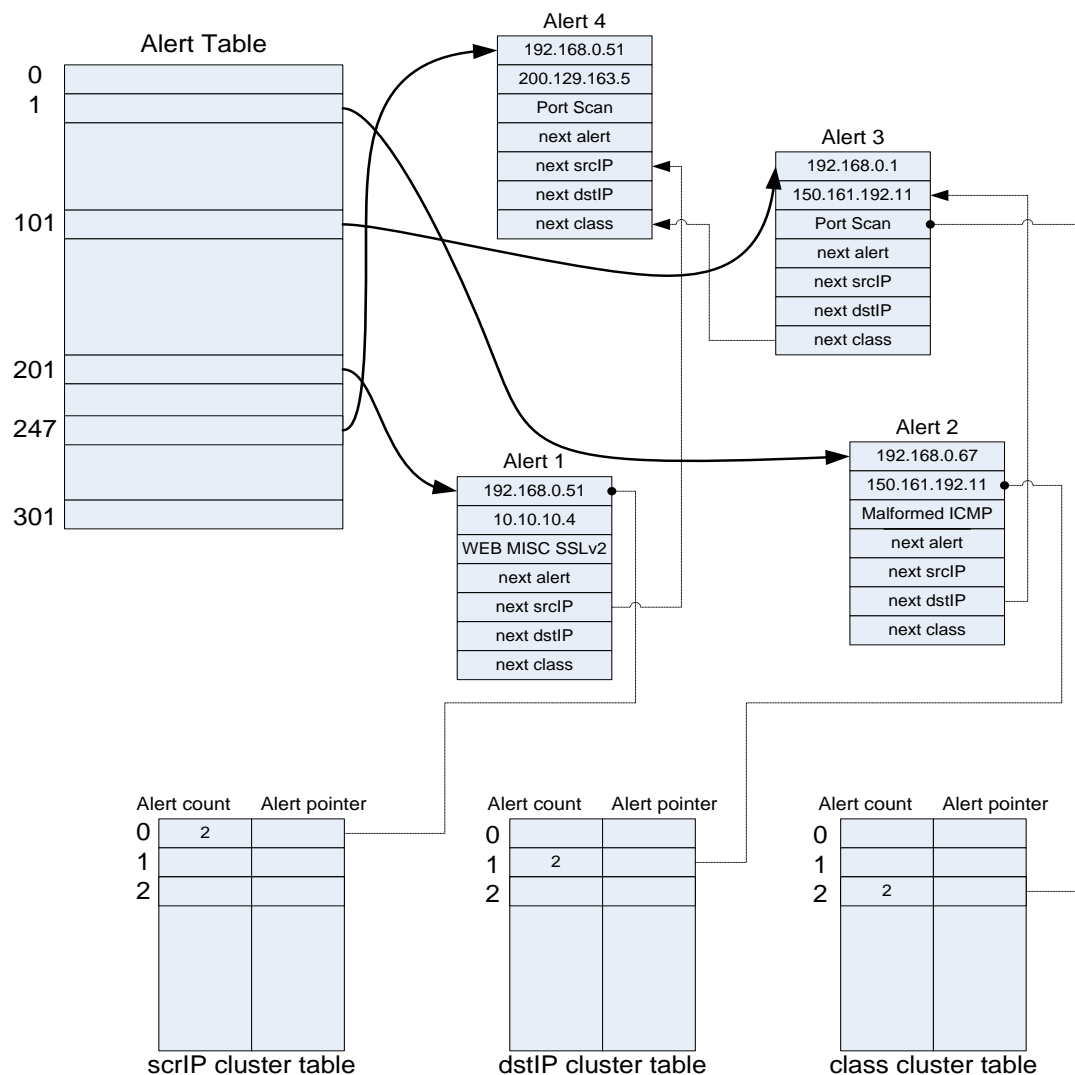 Alert Table
0
1
101
201
247
301
Alert 4
192.168.0.51
200.129.163.5
Port Scan
next alert
next srcIP
next dstIP
next class
Alert 3
192.168.0.1
150.161.192.11
Port Scan
next alert
next srcIP
next dstIP
next class
Alert 1
192.168.0.51
10.10.10.4
WEB MISC SSLv2
next alert
next srcIP
next dstIP
next class
Alert 2
192.168.0.67
150.161.192.11
Malformed ICMP
next alert
next srcIP
next dstIP
next class
Alert count Alert pointer
0 2
1
2
scrIP cluster table
Alert count Alert pointer
0
1 2
2
dstIP cluster table
Alert count Alert pointer
0
1
2 2
class cluster table